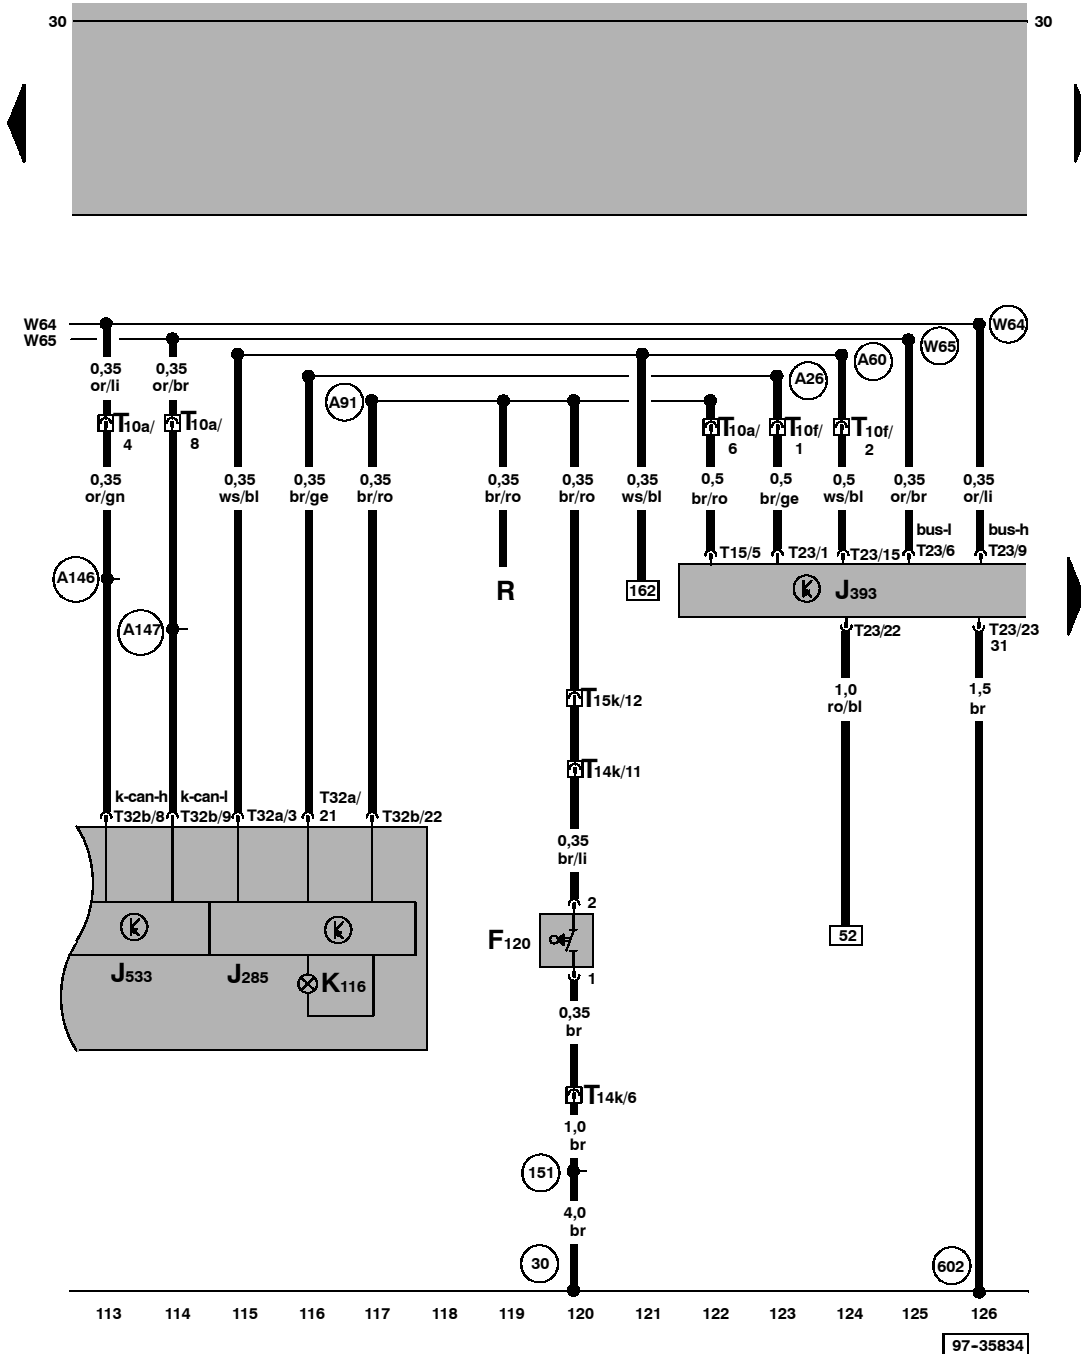 30 30
W64
W65
W64
W65
A60
A26
A91
0,35 0,35
or/li or/br
T10a/ T10a/
4 8
T10a/ T10f/ T10f/
6 1 2
0,35 0,35 0,35 0,35 0,35 0,35 0,35 0,5 0,5 0,5 0,35 0,35
or/gn ws/bl br/ge br/ro br/ro br/ro ws/bl br/ro br/ge ws/bl or/br or/li
bus-l bus-h
T15/5 T23/1 T23/15 T23/6 T23/9
A146
R
162
J393
A147
T23/22 T23/23
31
1,0 1,5
ro/bl br
T15k/12
T14k/11
k-can-h k-can-l T32a/
T32b/8 T32b/9 T32a/3 21 T32b/22
0,35
br/li
2
F120
52
J533 J285 K116
1
0,35
br
T14k/6
1,0
br
151
4,0
br
30
602
113 114 115 116 117 118 119 120 121 122 123 124 125 126
97-35834